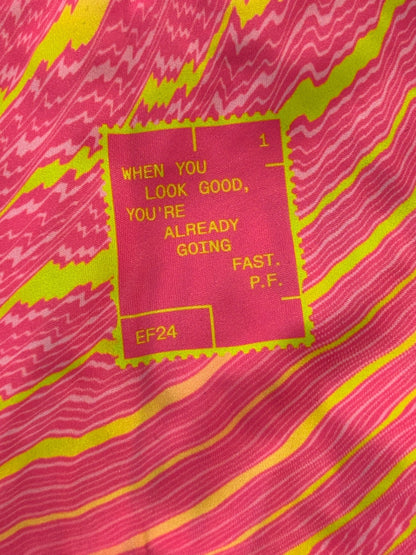 1
WHEN YOU
LOOK GOOD,
YOU'RE
ALREADY
GOING
FAST.
P.F.
EF24